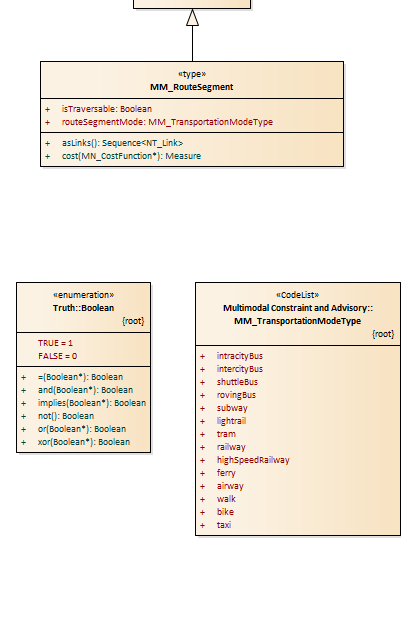 «type»
MM_RouteSegment
+ isTraversable: Boolean
+ routeSegmentMode: MM_TransportationModeType
+ asLinks(): Sequence<NT_Link>
+ cost(MN_CostFunction*): Measure
«enumeration»
Truth::Boolean
{root}
TRUE = 1
FALSE = 0
+ =(Boolean*): Boolean
+ and(Boolean*): Boolean
+ implies(Boolean*): Boolean
+ not(): Boolean
+ or(Boolean*): Boolean
+ xor(Boolean*): Boolean
«CodeList»
Multimodal Constraint and Advisory::
MM_TransportationModeType
{root}
+ intracityBus
+ intercityBus
+ shuttleBus
+ rovingBus
+ subway
+ lightrail
+ tram
+ railway
+ highSpeedRailway
+ ferry
+ airway
+ walk
+ bike
+ taxi